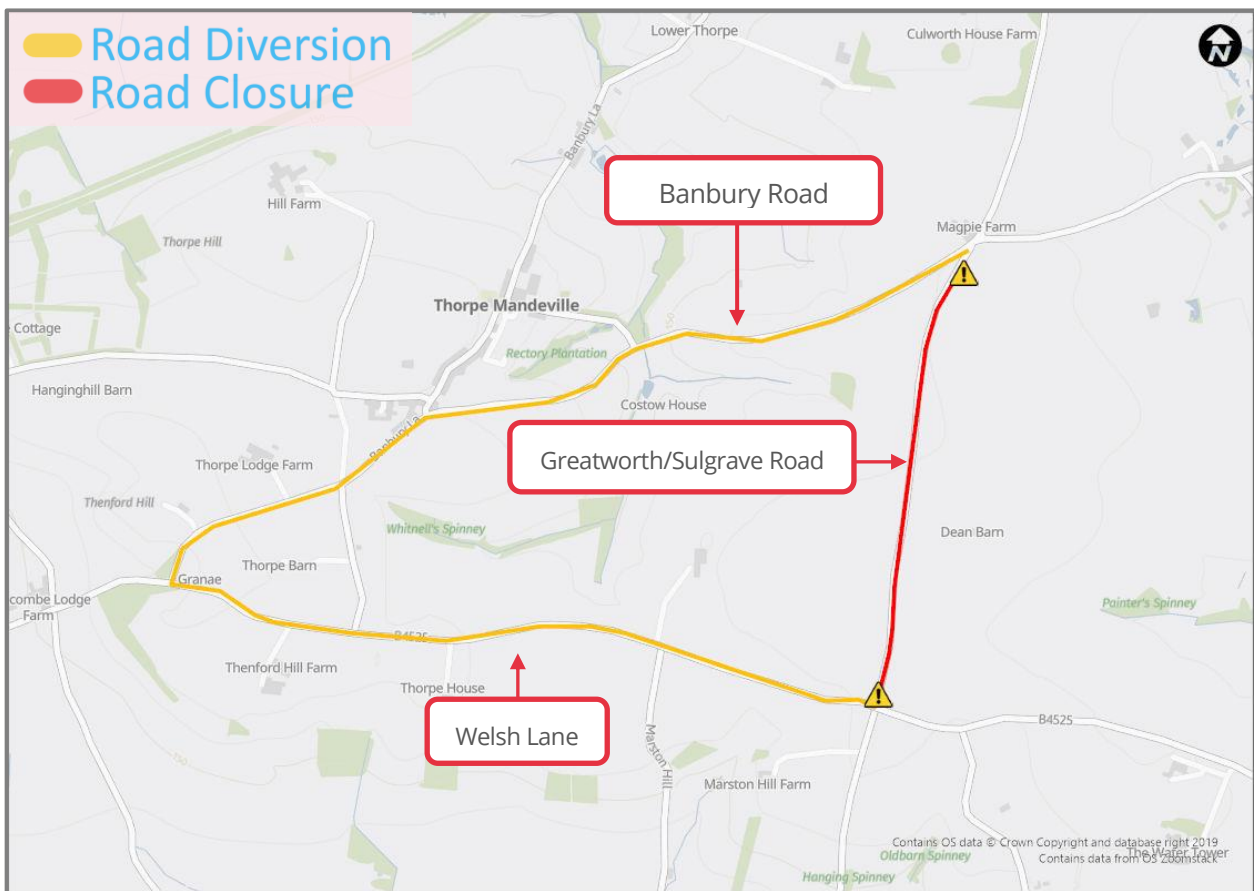 Road Diversion
Road Closure
N
Lower Thorpe
Culworth House Farm
Banbury La
Hill Farm
Banbury Road
Magpie Farm
Thorpe Hill
Thorpe Mandeville
Cottage
Rectory Plantation
Hanginghill Barn
Costow House
Banbury La
Greatworth/Sulgrave Road
Thorpe Lodge Farm
Thenford Hill
Whitnell's Spinney
Dean Barn
Thorpe Barn
Granae
combe Lodge
Farm
Painter's Spinney
B4525
Thenford Hill Farm
Thorpe House
Welsh Lane
B4525
Marston Hill
Marston Hill Farm
Contains OS data © Crown Copyright and database right 2019
Oldbarn Spinney
The Water Tower
Contains data from OS Zoomstack
Hanging Spinney